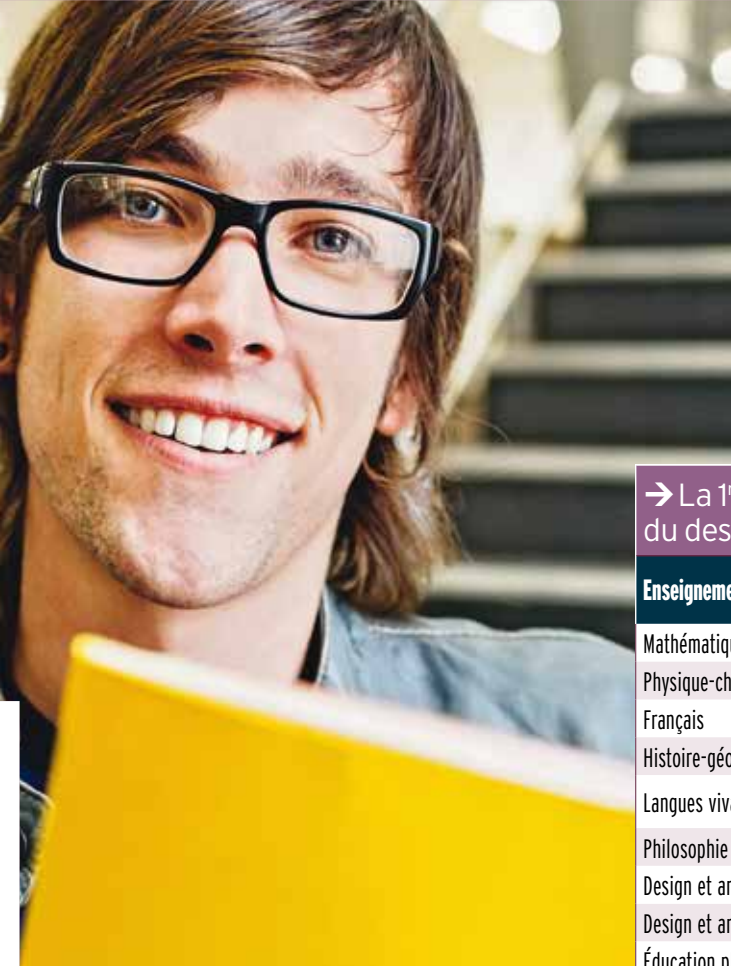 ➔ La 1
du des
Enseigneme
Mathématiqu
Physique-ch
Français
Histoire-géo
Langues viva
Philosophie
Design et ar
Design et ar
Éducation p